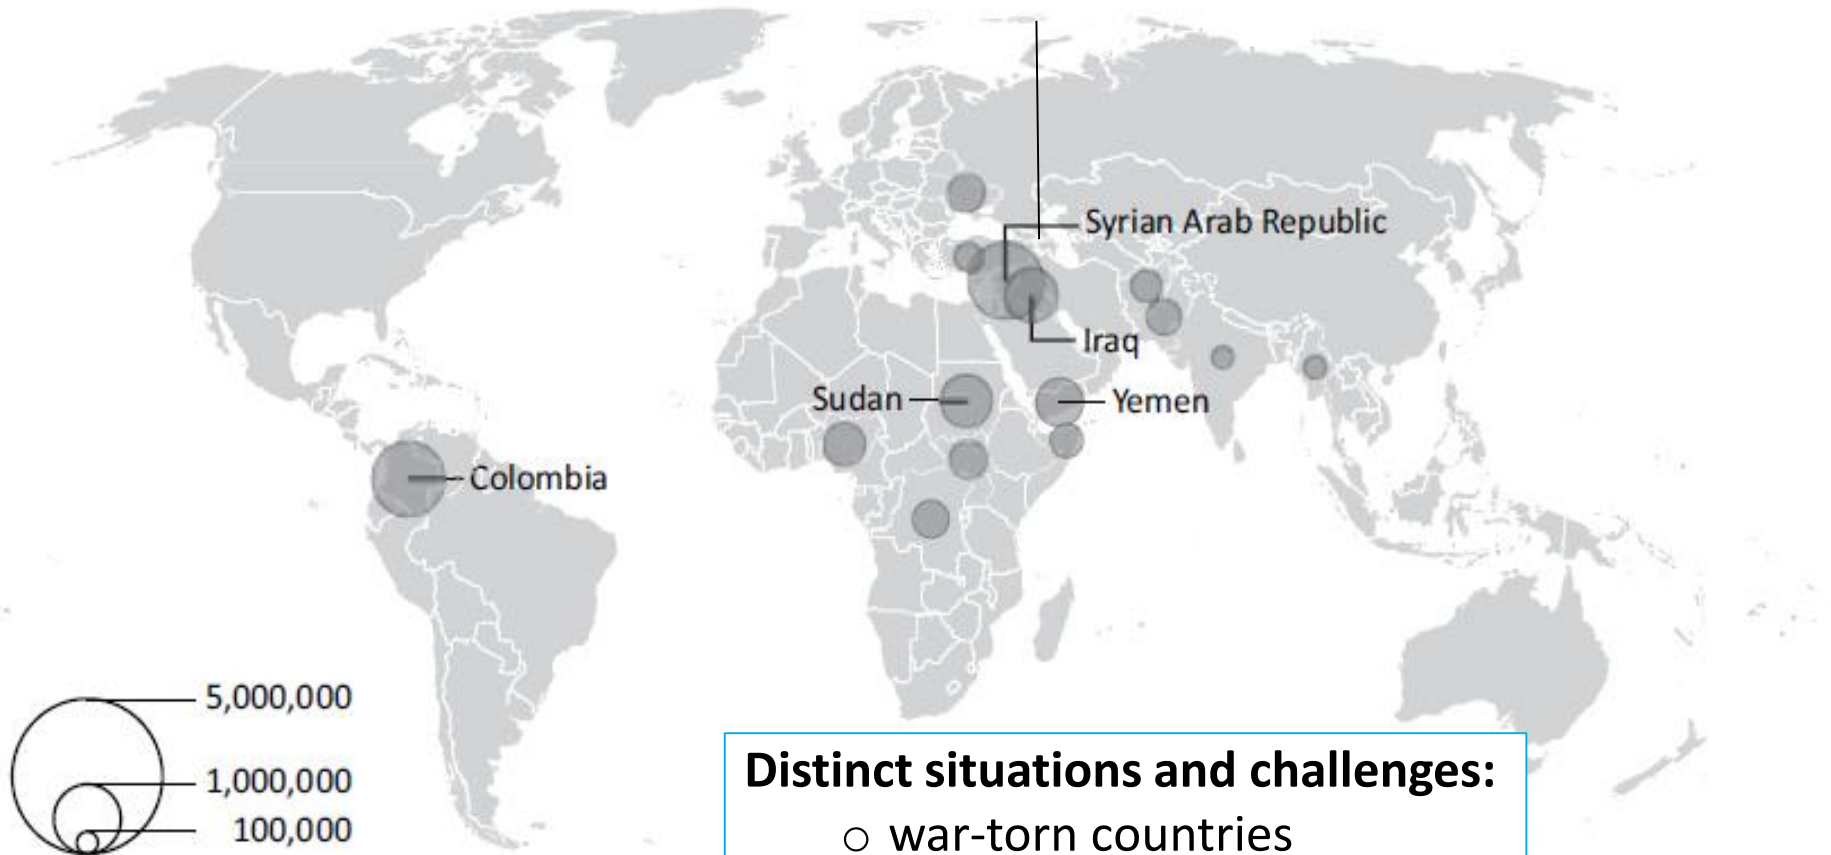 Syrian Arab Republic
Iraq
Sudan
Yemen
Colombia
5,000,000
1,000,000
100,000
Distinct situations and challenges:
○ war-torn countries